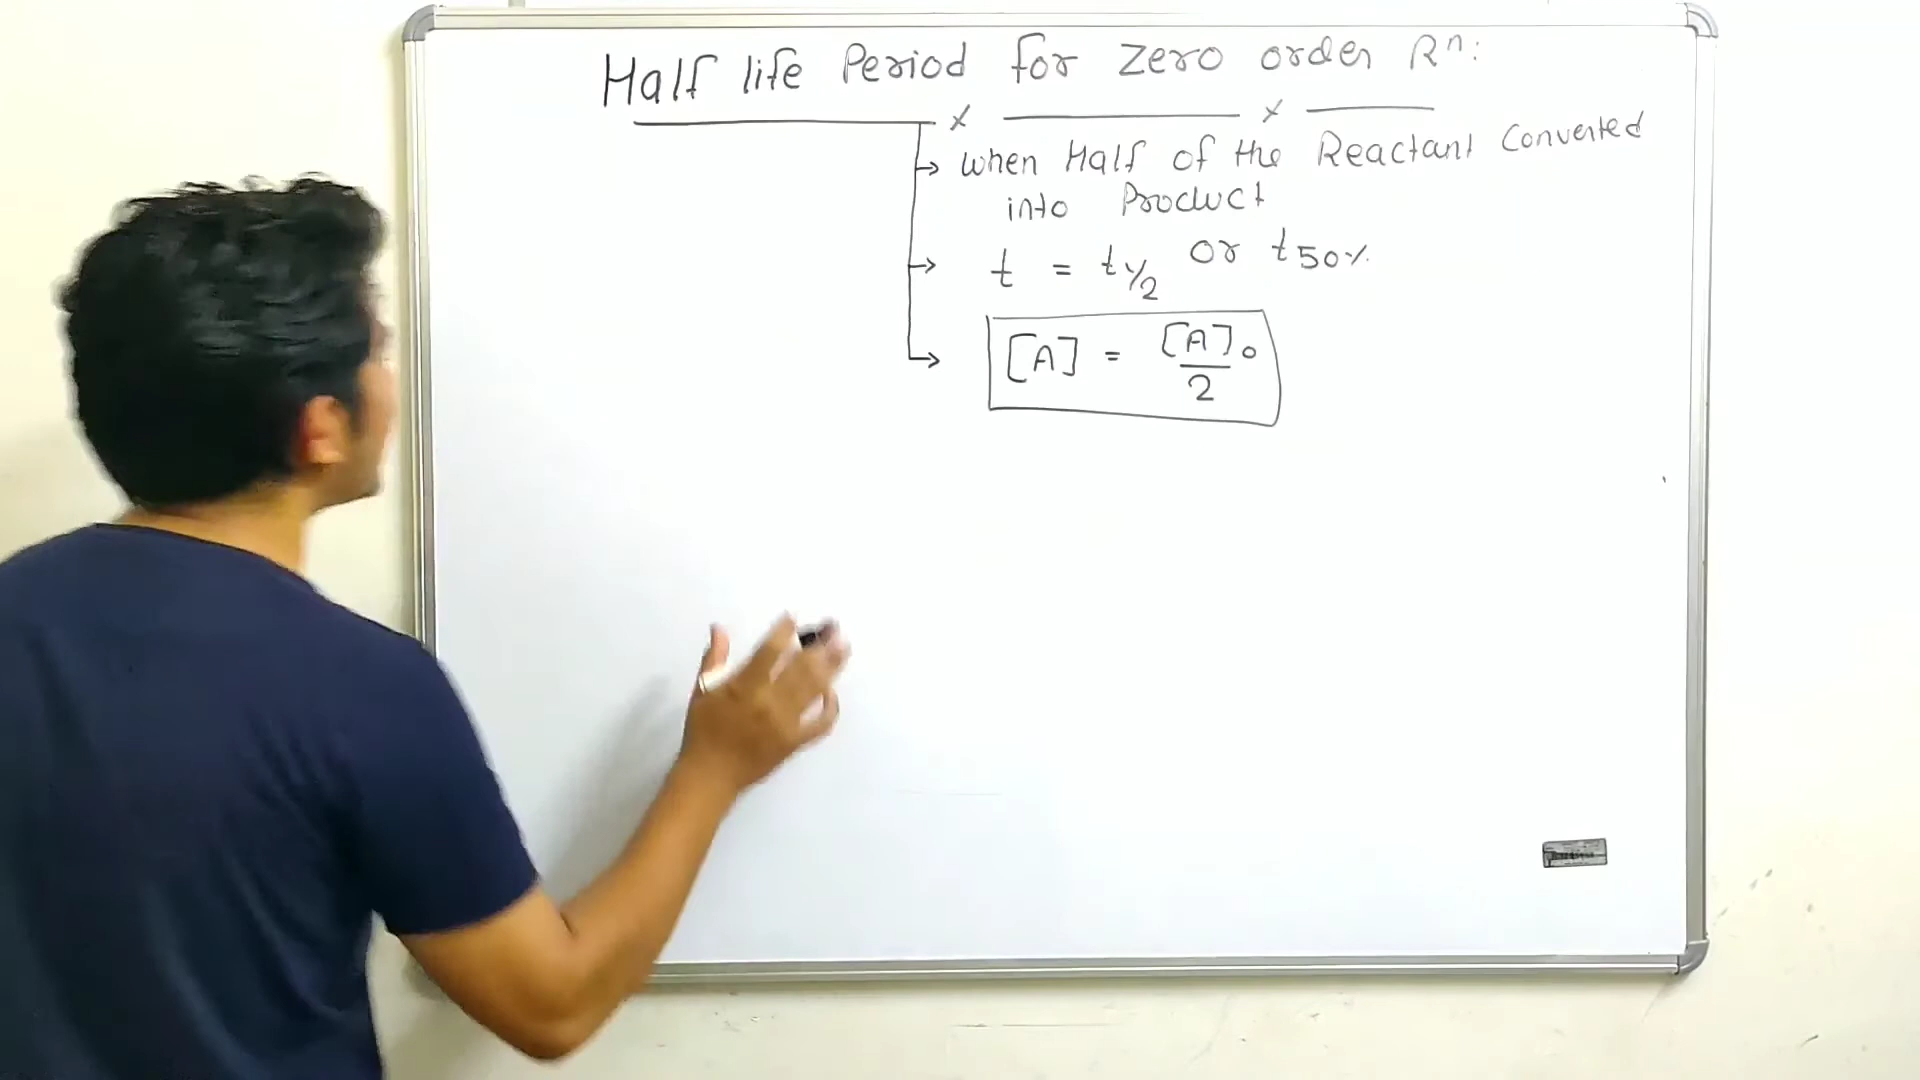 Half life Period for zero order Rⁿ:
when Half of the Reactant Converted
into Product
t = t1/2 or t50%
[A] = [A]₀/2